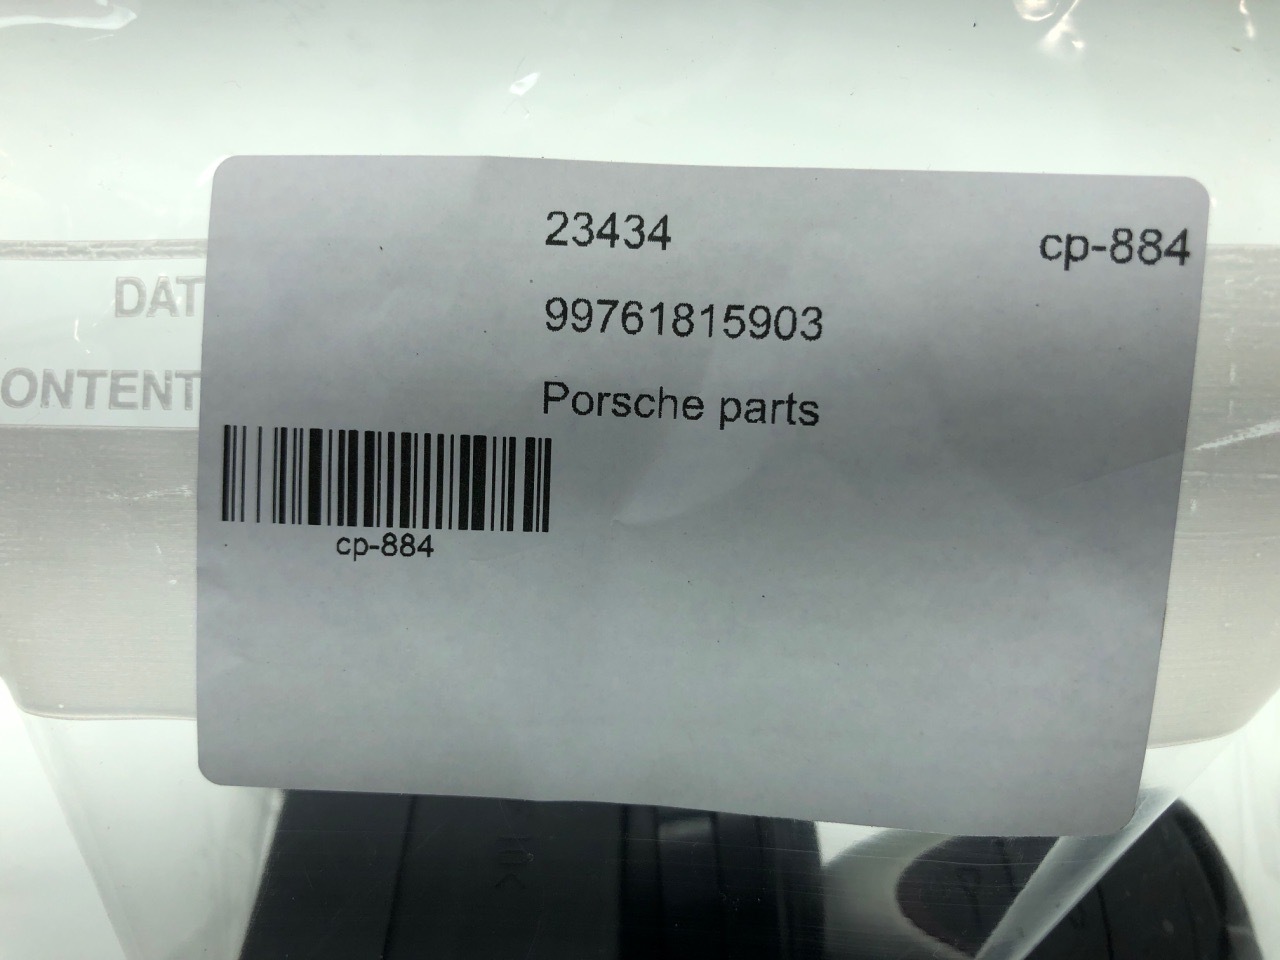 23434
cp-884
99761815903
Porsche parts
DAT
ONTENT
cp-884